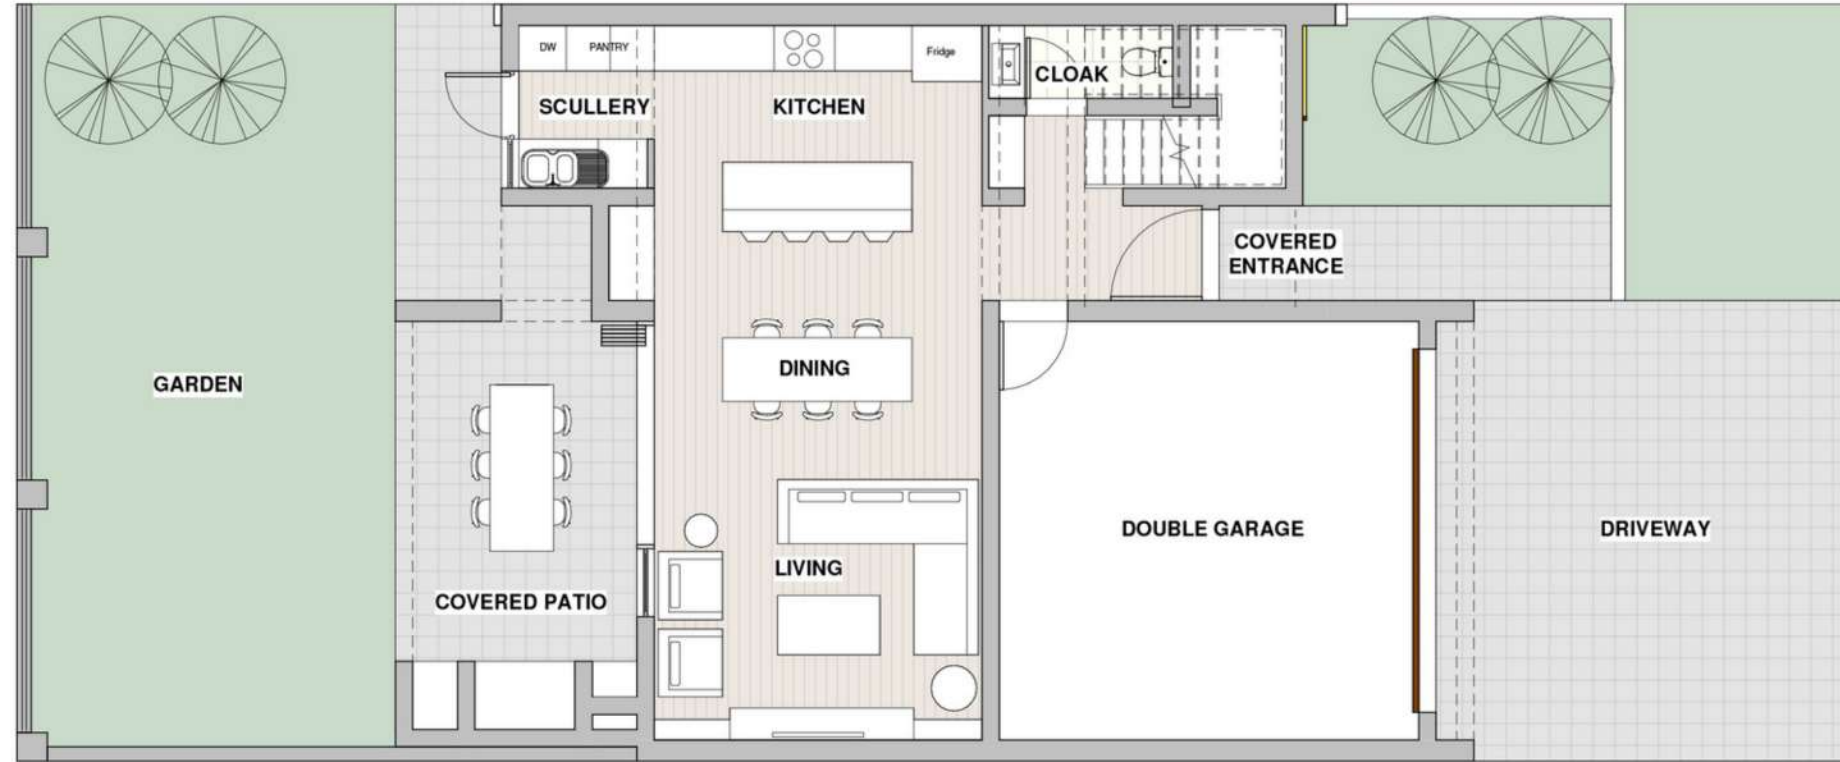 DW
PANTRY
Fridge
CLOAK
SCULLERY
KITCHEN
COVERED
ENTRANCE
DINING
GARDEN
DOUBLE GARAGE
DRIVEWAY
LIVING
COVERED PATIO